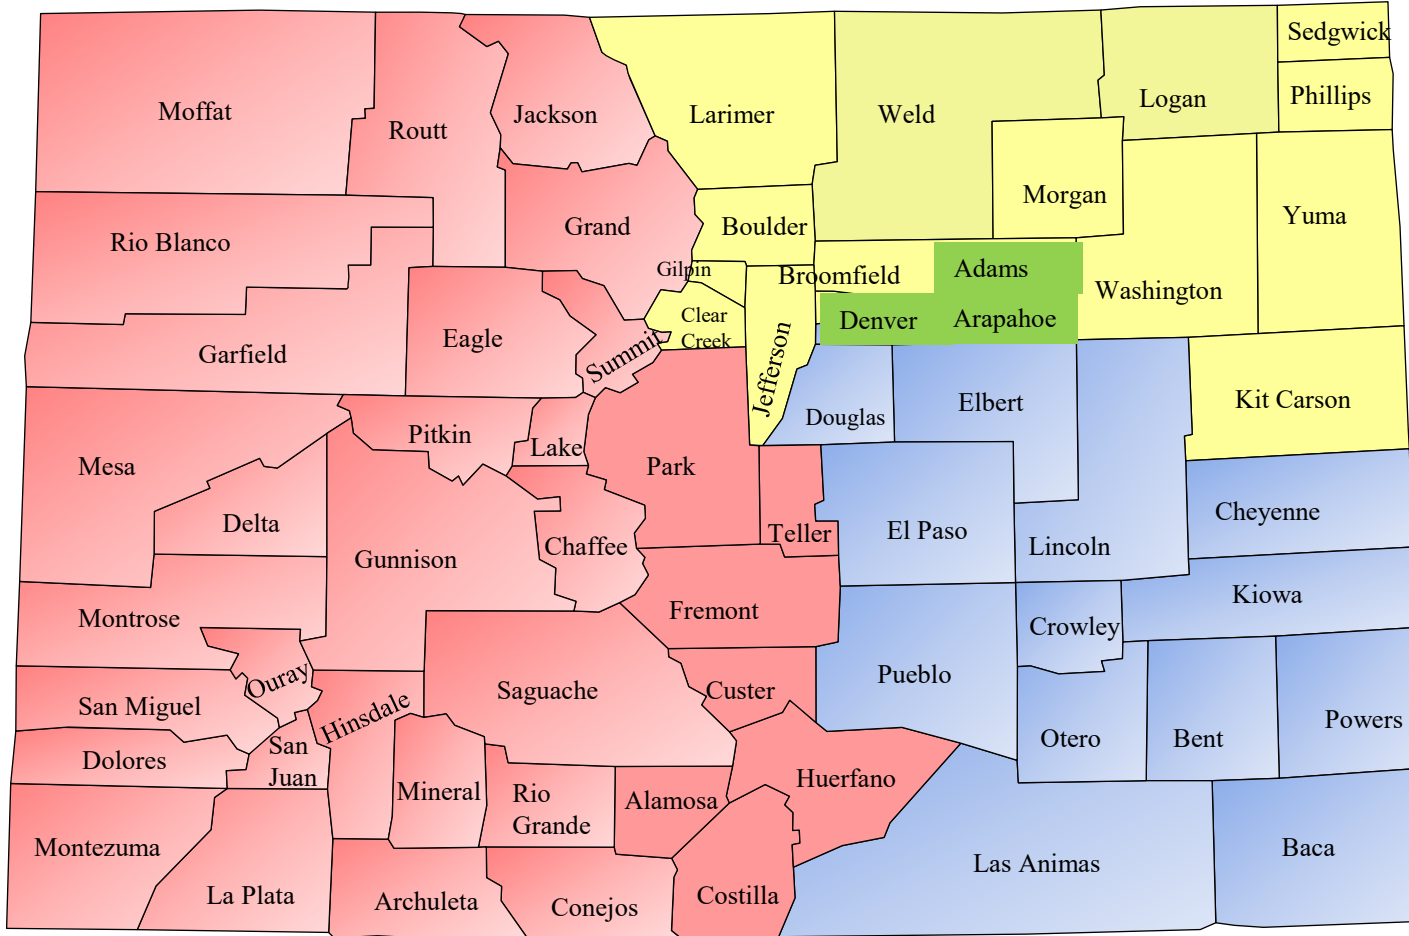 Sedgwick
Moffat
Routt
Jackson
Larimer
Weld
Logan
Phillips
Morgan
Yuma
Rio Blanco
Grand
Boulder
Gilpin
Broomfield
Adams
Washington
Clear
Creek
Denver
Arapahoe
Garfield
Eagle
Summit
Jefferson
Douglas
Elbert
Kit Carson
Mesa
Pitkin
Lake
Park
Delta
Gunnison
Chaffee
Teller
El Paso
Lincoln
Cheyenne
Montrose
Fremont
Crowley
Kiowa
Ouray
San Miguel
Hinsdale
Saguache
Custer
Pueblo
Otero
Bent
Powers
Dolores
San
Juan
Mineral
Rio
Grande
Alamosa
Huerfano
Montezuma
La Plata
Archuleta
Conejos
Costilla
Las Animas
Baca